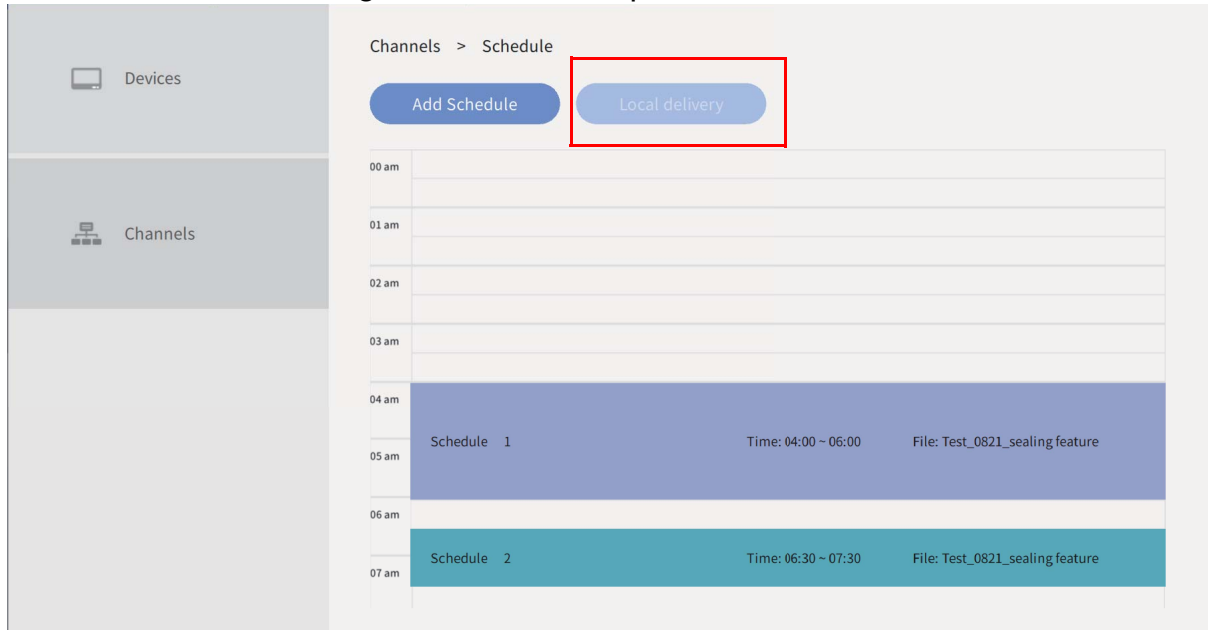 Devices
Channels
Channels > Schedule
Add Schedule
Local delivery
00 am
01 am
02 am
03 am
04 am
Schedule 1 Time: 04:00 ~ 06:00 File: Test_0821_sealing feature
05 am
06 am
Schedule 2 Time: 06:30 ~ 07:30 File: Test_0821_sealing feature
07 am